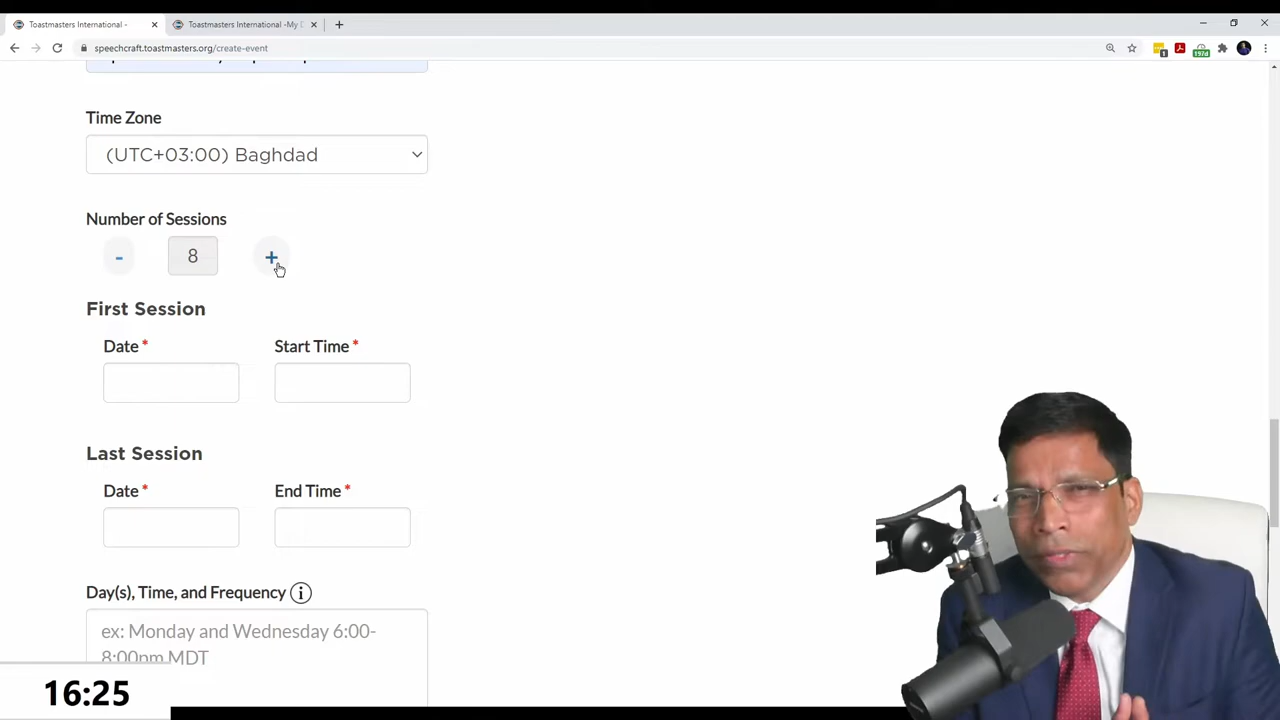 Toastmasters International -
Toastmasters International -My D
speechcraft.toastmasters.org/create-event
1
197d
Time Zone
(UTC+03:00) Baghdad
Number of Sessions
- 8 +
First Session
Date * Start Time *
Last Session
Date * End Time *
Day(s), Time, and Frequency i
ex: Monday and Wednesday 6:00-
8:00pm MDT
16:25